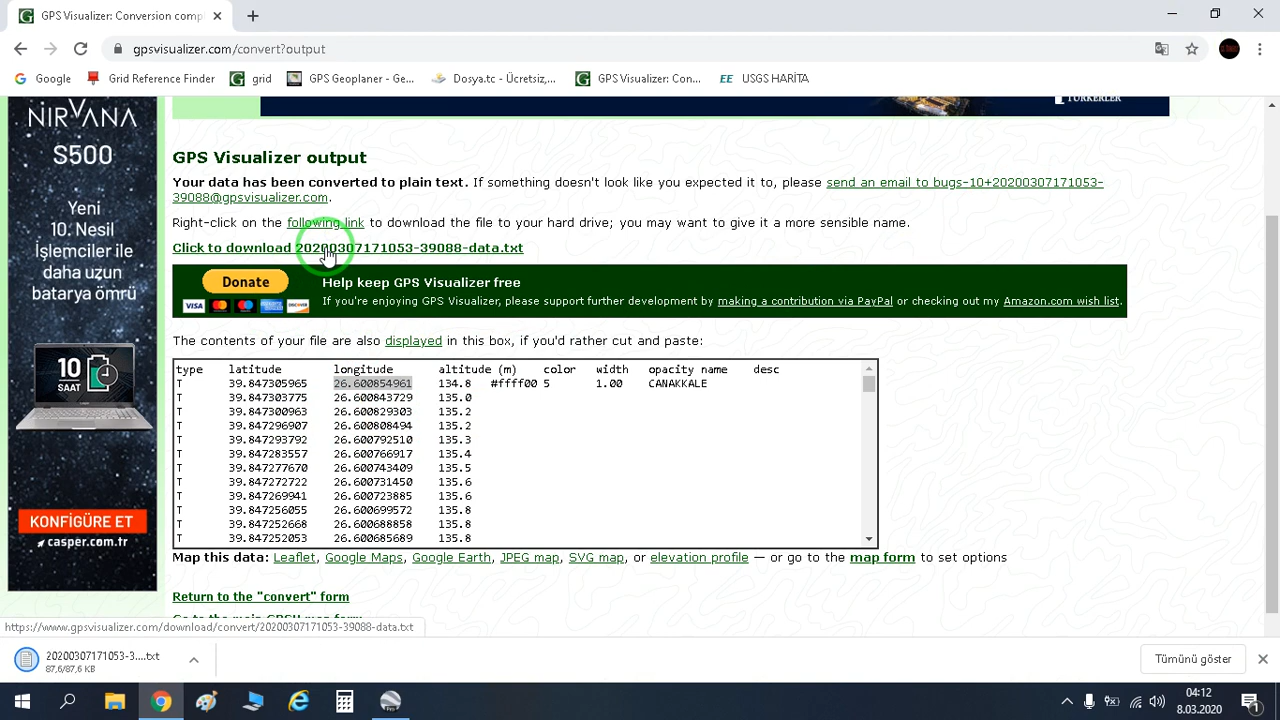 GPS Visualizer: Conversion comp
gpsvisualizer.com/convert?output
Google
Grid Reference Finder
grid
GPS Geoplaner - Ge...
Dosya.tc - Ücretsiz,...
GPS Visualizer: Con...
EE USGS HARİTA
NIRVANA
S500
Yeni
10. Nesil
İşlemciler ile
daha uzun
batarya ömrü
10
SAAT
KONFİGÜRE ET
casper.com.tr
TÜRKERLER
GPS Visualizer output
Your data has been converted to plain text. If something doesn't look like you expected it to, please send an email to bugs-10+20200307171053-
39088@gpsvisualizer.com.
Right-click on the following link to download the file to your hard drive; you may want to give it a more sensible name.
Click to download 20200307171053-39088-data.txt
Donate
VISA
DISCOVER
Help keep GPS Visualizer free
If you're enjoying GPS Visualizer, please support further development by making a contribution via PayPal or checking out my Amazon.com wish list.
The contents of your file are also displayed in this box, if you'd rather cut and paste:
type latitude longitude altitude (m) color width opacity name desc
T 39.847305965 26.600854961 134.8 #ffff00 5 1.00 CANAKKALE
T 39.847303775 26.600843729 135.0
T 39.847300963 26.600829303 135.2
T 39.847296907 26.600808494 135.2
T 39.847293792 26.600792510 135.3
T 39.847283557 26.600766917 135.4
T 39.847277670 26.600743409 135.5
T 39.847272722 26.600731450 135.6
T 39.847269941 26.600723885 135.6
T 39.847256055 26.600699572 135.8
T 39.847252668 26.600688858 135.8
T 39.847252053 26.600685689 135.8
Map this data: Leaflet, Google Maps, Google Earth, JPEG map, SVG map, or elevation profile — or go to the map form to set options
Return to the "convert" form
Go to the main GPSV map form
https://www.gpsvisualizer.com/download/convert/20200307171053-39088-data.txt
20200307171053-3....txt
87,6/87,6 KB
Tümünü göster
04:12
8.03.2020
1